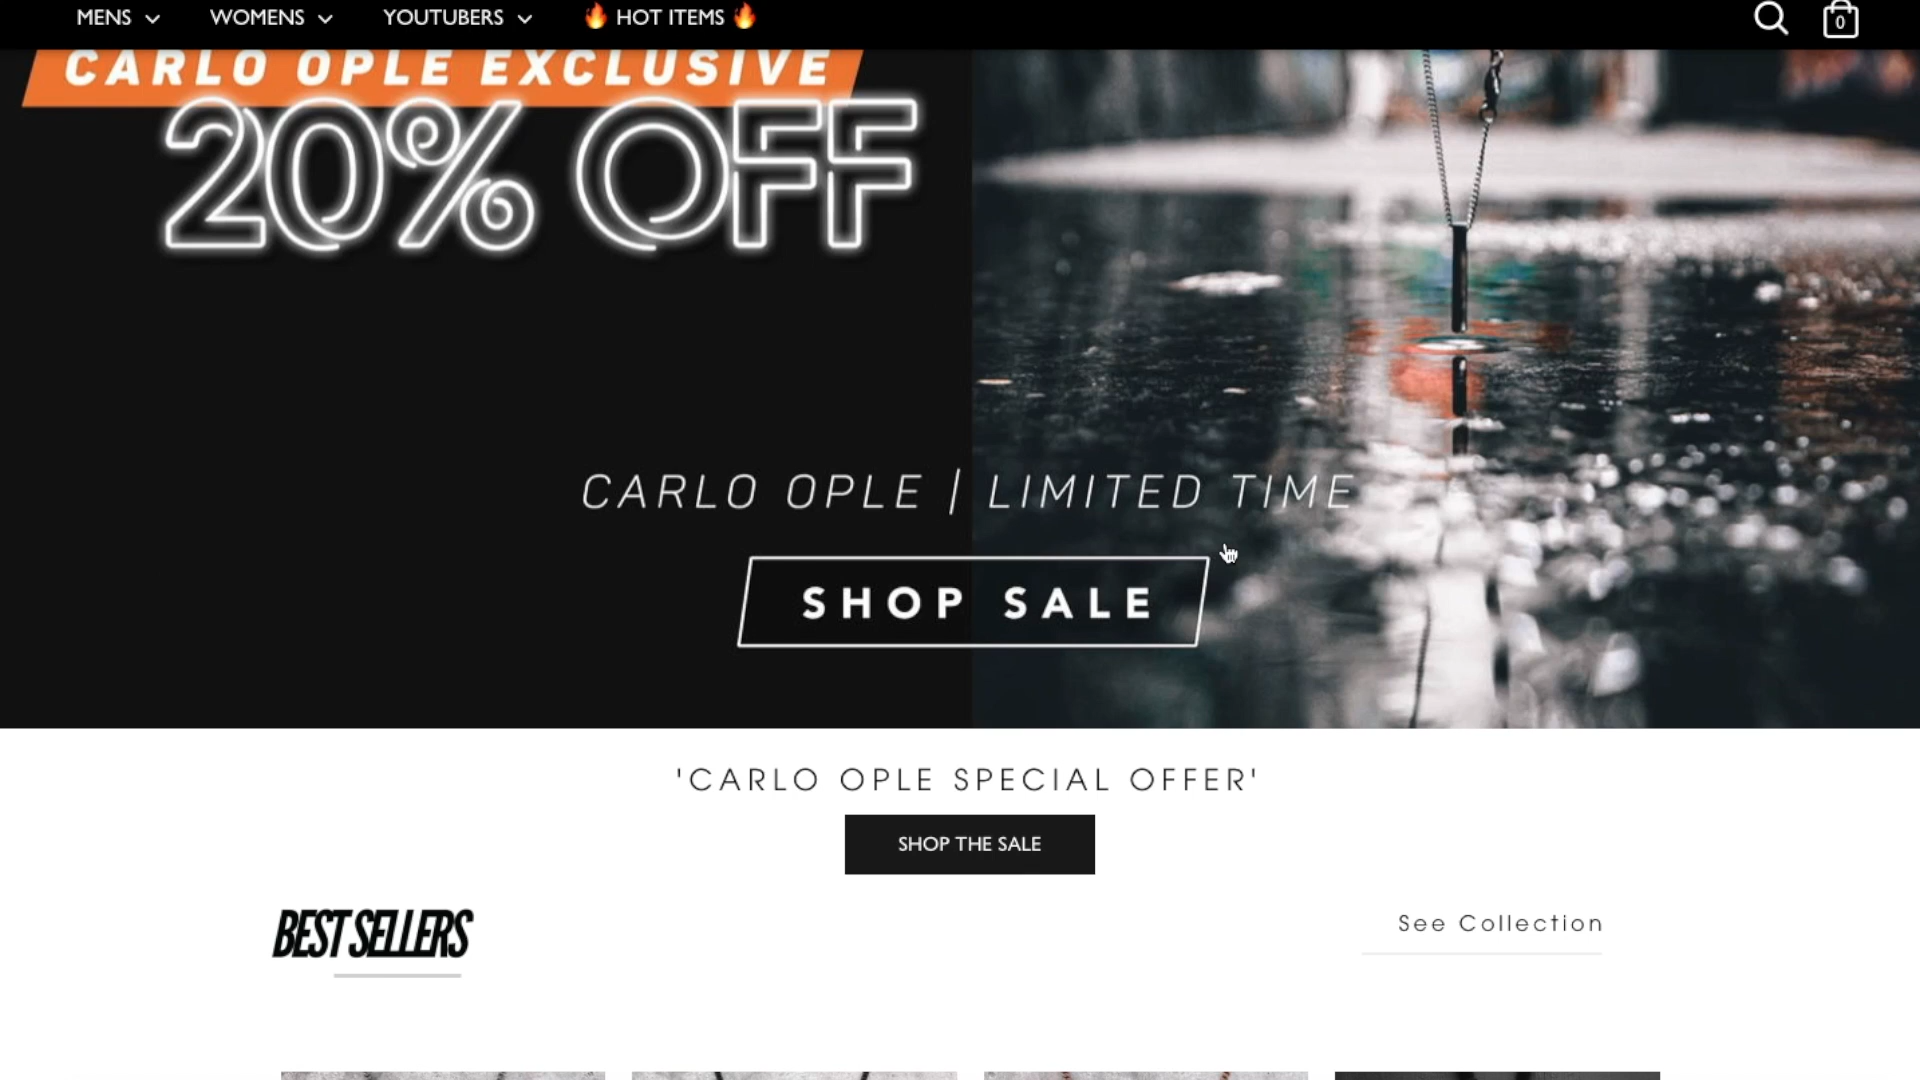 MENS WOMENS YOUTUBERS 🔥 HOT ITEMS 🔥 0
CARLO OPLE EXCLUSIVE
20% OFF
CARLO OPLE | LIMITED TIME
SHOP SALE
'CARLO OPLE SPECIAL OFFER'
SHOP THE SALE
BEST SELLERS
See Collection